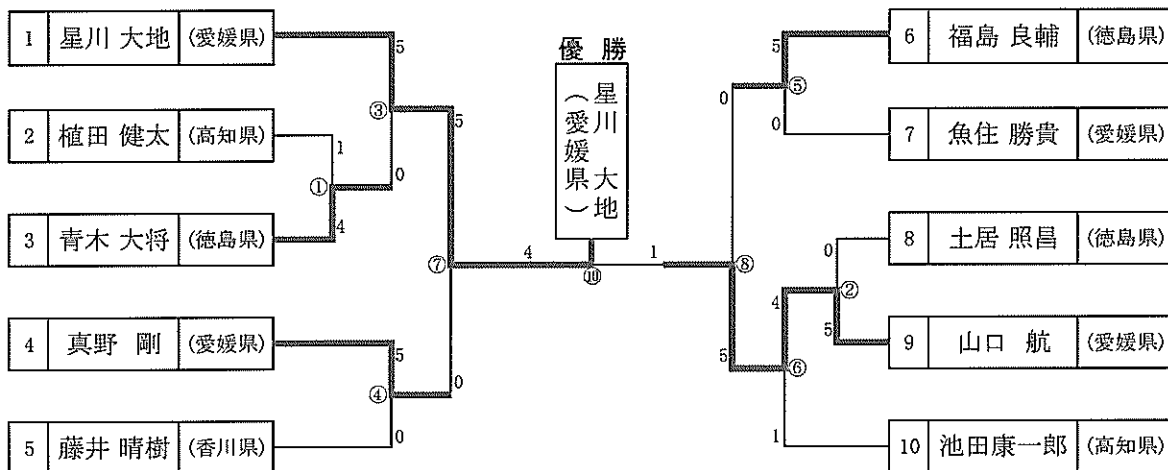 1 星川 大地 (愛媛県)
2 植田 健太 (高知県)
3 青木 大将 (徳島県)
4 真野 剛 (愛媛県)
5 藤井 晴樹 (香川県)
5
③
1
①
0
4
5
⑦
5
④
0
0
優 勝
星川 大地
(愛媛県)
4
⑩
1
6 福島 良輔 (徳島県)
7 魚住 勝貴 (愛媛県)
8 土居 照昌 (徳島県)
9 山口 航 (愛媛県)
10 池田康一郎 (高知県)
5
⑤
0
0
⑧
0
4
②
5
5
⑥
1